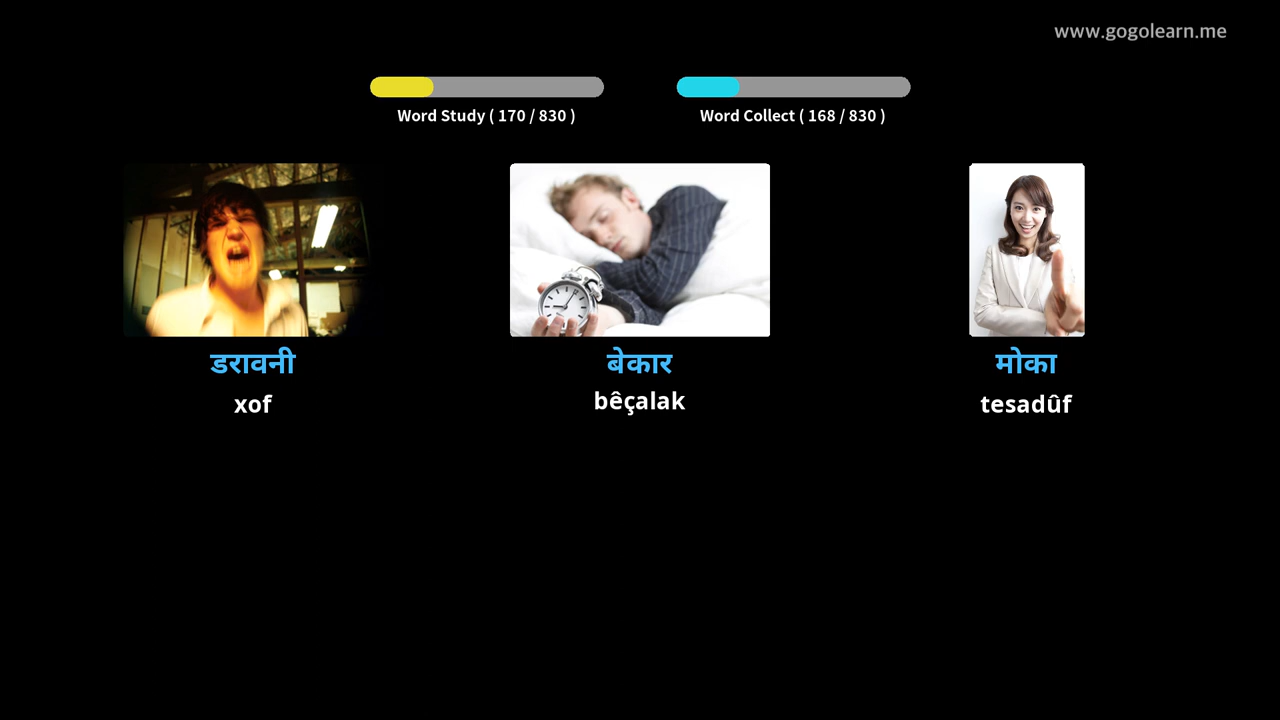 www.gogolearn.me
Word Study ( 170 / 830 )
Word Collect ( 168 / 830 )
डरावनी
बेकार
मोका
xof
bêçalak
tesadûf